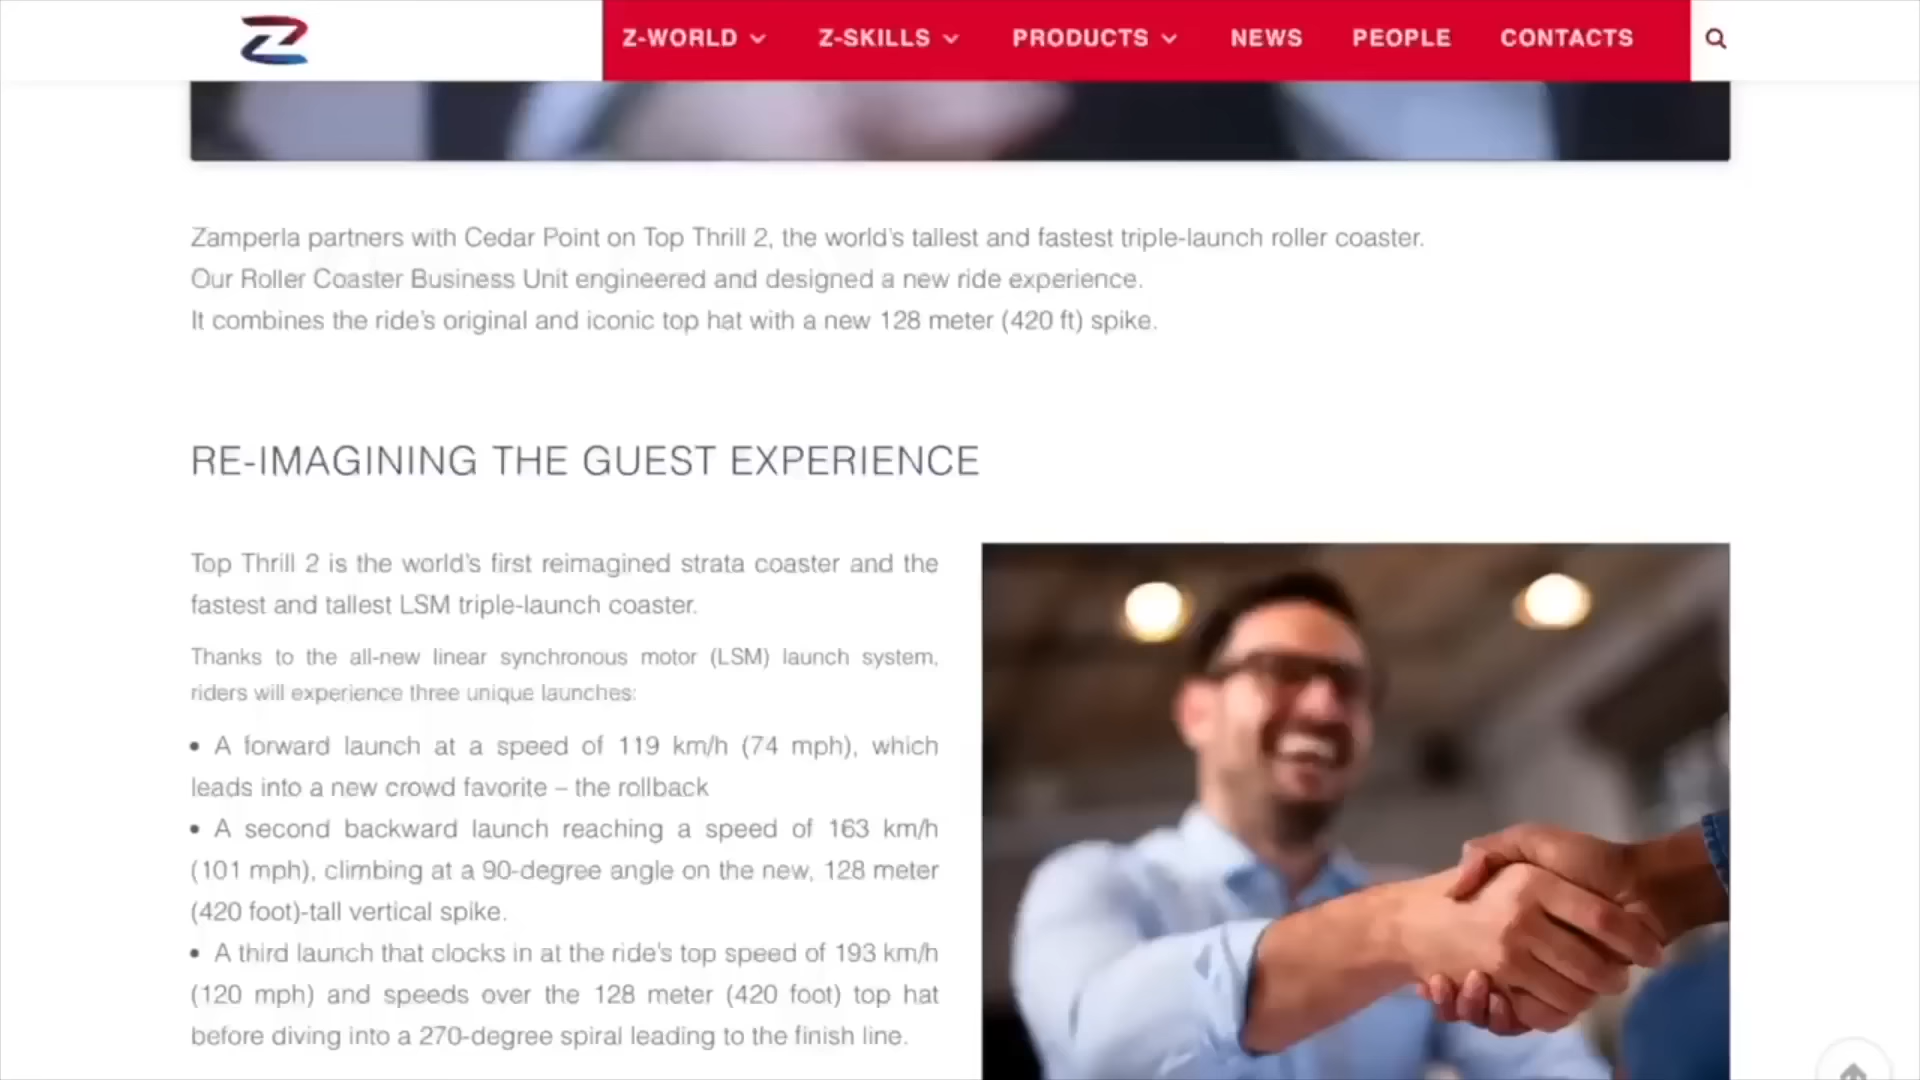 Z-WORLD Z-SKILLS PRODUCTS NEWS PEOPLE CONTACTS
Zamperla partners with Cedar Point on Top Thrill 2, the world's tallest and fastest triple-launch roller coaster.
Our Roller Coaster Business Unit engineered and designed a new ride experience.
It combines the ride's original and iconic top hat with a new 128 meter (420 ft) spike.
RE-IMAGINING THE GUEST EXPERIENCE
Top Thrill 2 is the world's first reimagined strata coaster and the
fastest and tallest LSM triple-launch coaster.
Thanks to the all-new linear synchronous motor (LSM) launch system,
riders will experience three unique launches:
• A forward launch at a speed of 119 km/h (74 mph), which
leads into a new crowd favorite – the rollback
• A second backward launch reaching a speed of 163 km/h
(101 mph), climbing at a 90-degree angle on the new, 128 meter
(420 foot)-tall vertical spike.
• A third launch that clocks in at the ride's top speed of 193 km/h
(120 mph) and speeds over the 128 meter (420 foot) top hat
before diving into a 270-degree spiral leading to the finish line.